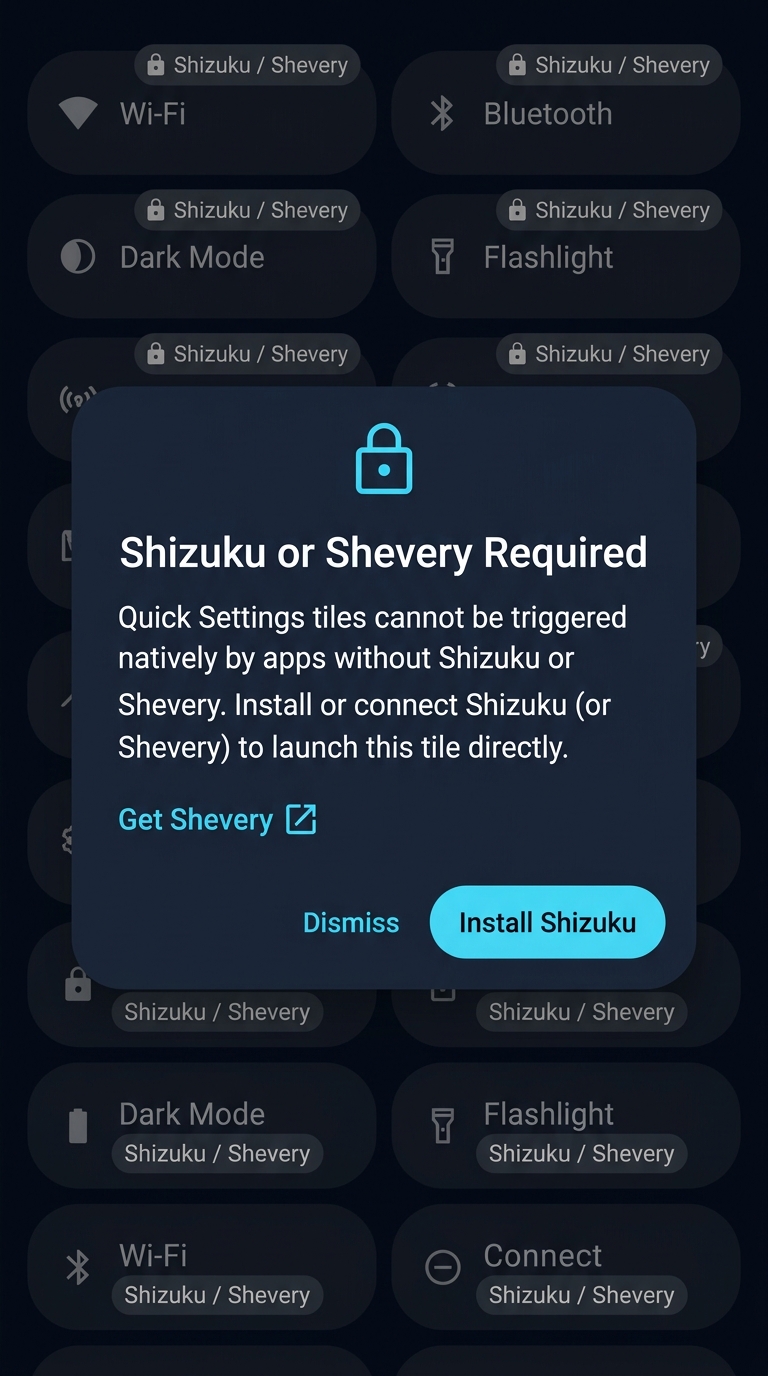 Shizuku / Shevery
Shizuku / Shevery
Wi-Fi
Bluetooth
Shizuku / Shevery
Shizuku / Shevery
Dark Mode
Flashlight
Shizuku / Shevery
Shizuku / Shevery
Shizuku or Shevery Required
Quick Settings tiles cannot be triggered
natively by apps without Shizuku or
Shevery. Install or connect Shizuku (or
Shevery) to launch this tile directly.
Get Shevery
Dismiss
Install Shizuku
Shizuku / Shevery
Shizuku / Shevery
Dark Mode
Flashlight
Shizuku / Shevery
Shizuku / Shevery
Wi-Fi
Connect
Shizuku / Shevery
Shizuku / Shevery